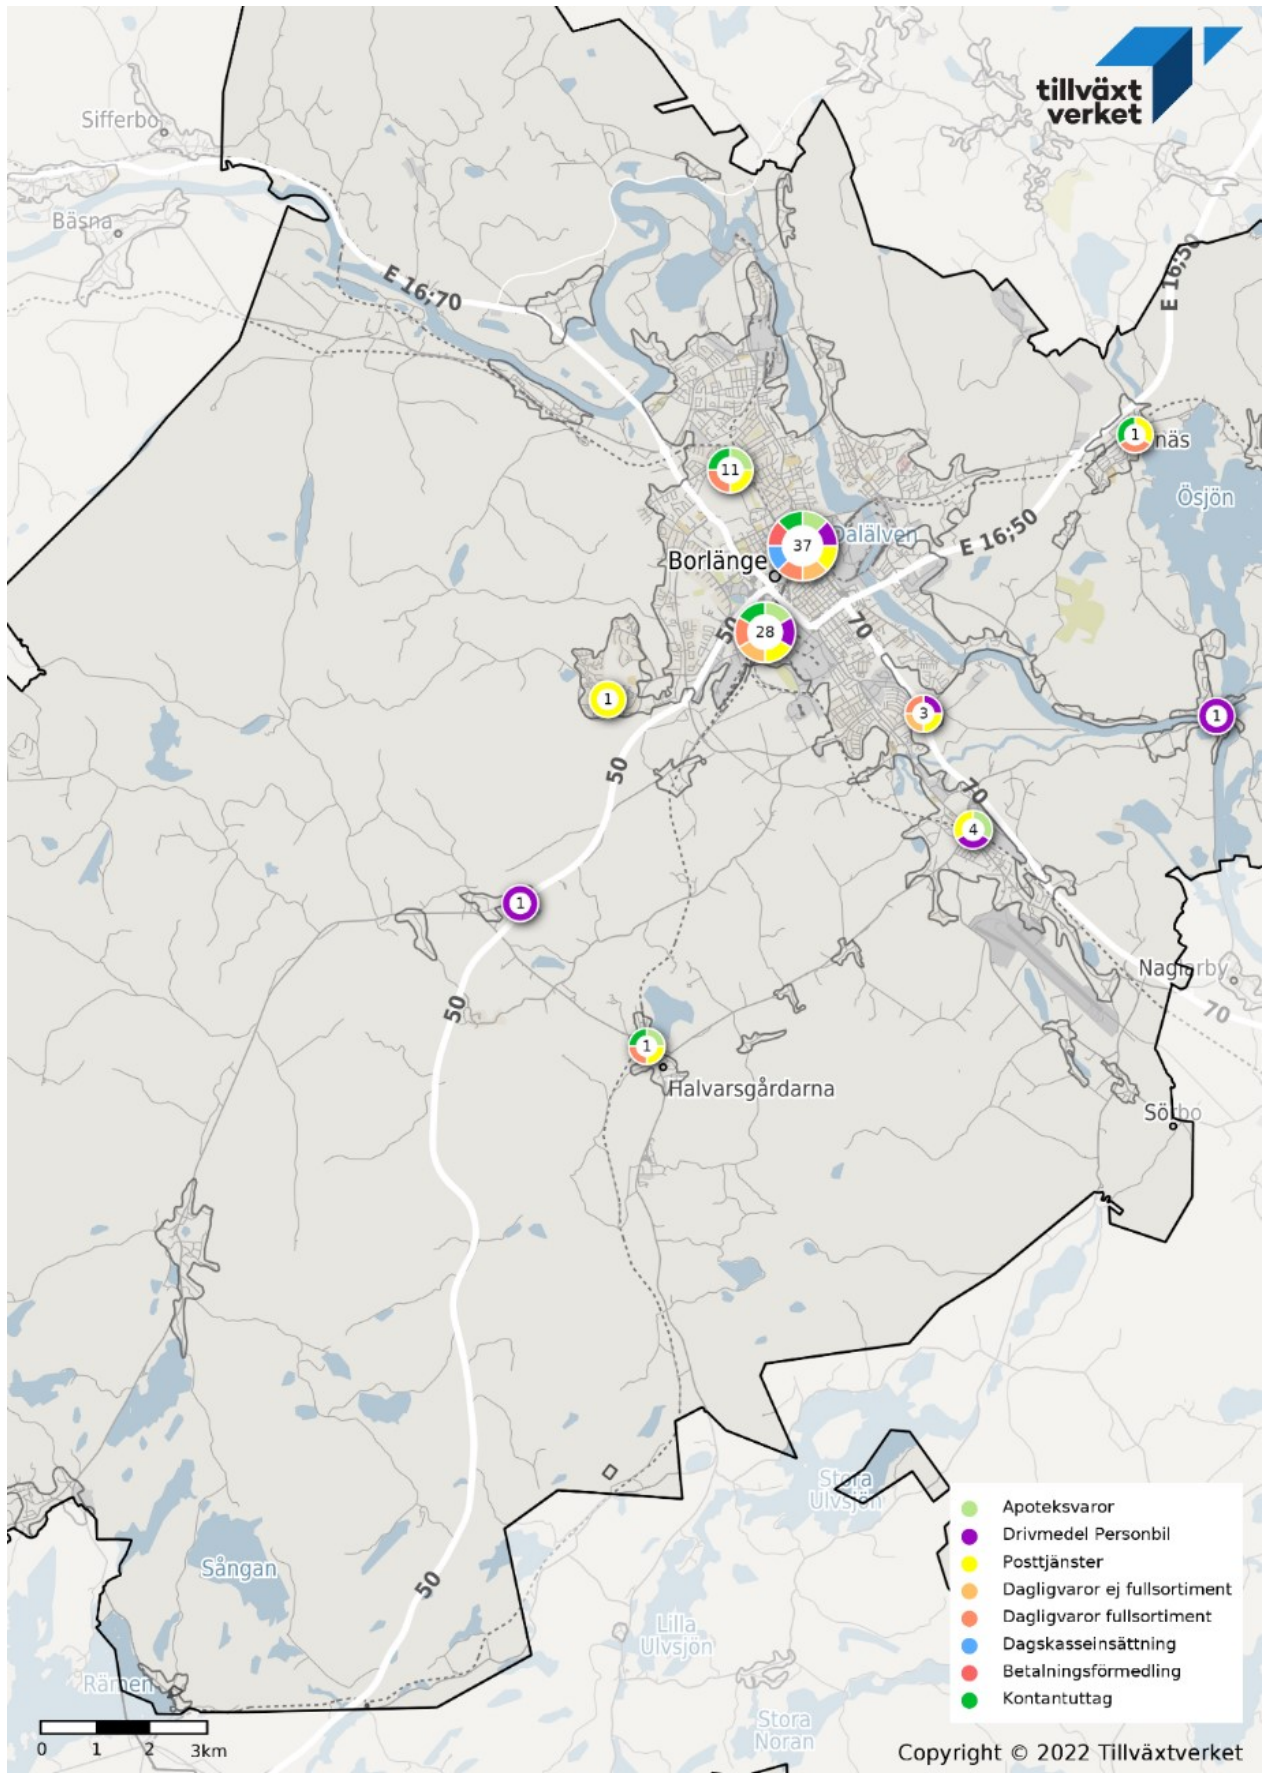 tillväxt
verket
Sifferbo
Bäsna
E 16;70
E 16;50
1
näs
Ösjön
11
37
Dalälven
E 16;50
Borlänge
28
50
70
1
3
1
50
70
4
1
Naglarby
70
50
1
Halvarsgårdarna
Sörbo
Stora
Ulvsjön
Apoteksvaror
Drivmedel Personbil
Posttjänster
Dagligvaror ej fullsortiment
Dagligvaror fullsortiment
Dagskasseinsättning
Betalningsförmedling
Kontantuttag
Sången
50
Lilla
Ulvsjön
Rämen
Stora
Noran
0 1 2 3km
Copyright © 2022 Tillväxtverket